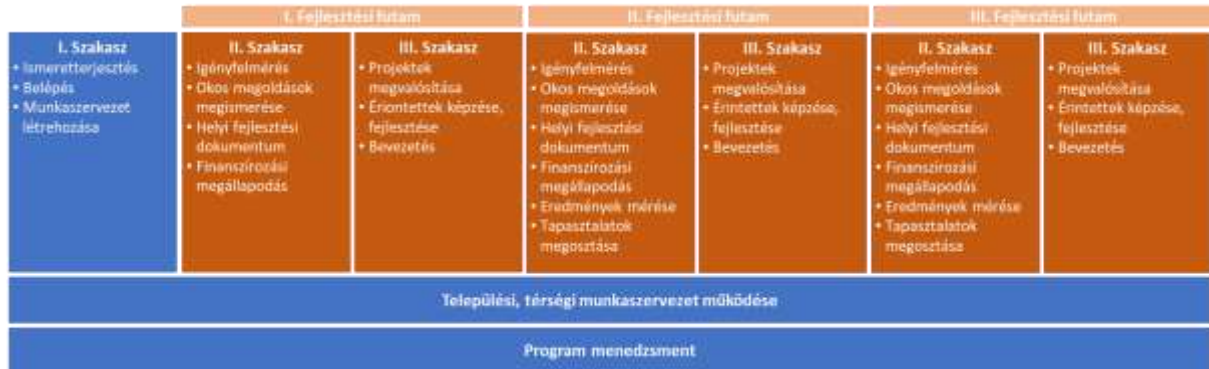 I. Fejlesztési futam
II. Fejlesztési futam
III. Fejlesztési futam
I. Szakasz
• Ismeretterjesztés
• Belépés
• Munkaszervezet
létrehozása
II. Szakasz
• Igényfelmérés
• Okos megoldások
megismerése
• Helyi fejlesztési
dokumentum
• Finanszírozási
megállapodás
III. Szakasz
• Projektek
megvalósítása
• Ériontettek képzése,
fejlesztése
• Bevezetés
II. Szakasz
• Igényfelmérés
• Okos megoldások
megismerése
• Helyi fejlesztési
dokumentum
• Finanszírozási
megállapodás
• Eredmények mérése
• Tapasztalatok
megosztása
III. Szakasz
• Projektek
megvalósítása
• Érintettek képzése,
fejlesztése
• Bevezetés
II. Szakasz
• Igényfelmérés
• Okos megoldások
megismerése
• Helyi fejlesztési
dokumentum
• Finanszírozási
megállapodás
• Eredmények mérése
• Tapasztalatok
megosztása
III. Szakasz
• Projektek
megvalósítása
• Érintettek képzése,
fejlesztése
• Bevezetés
Települési, térségi munkaszervezet működése
Program menedzsment